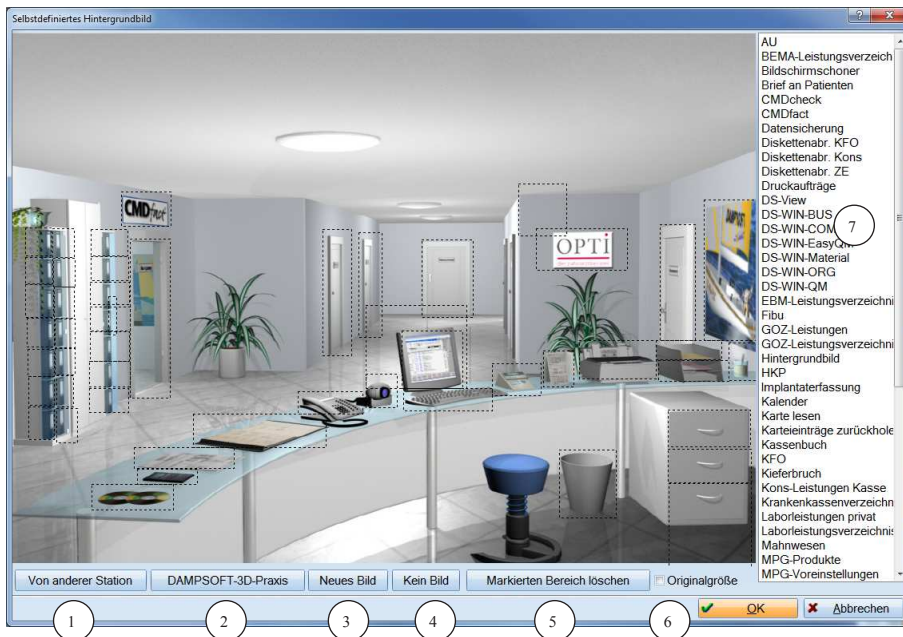 Selbstdefiniertes Hintergrundbild
?
CMDfact
OPTI
DAMPSOFT
AU
BEMA-Leistungsverzeich
Bildschirmschoner
Brief an Patienten
CMDcheck
CMDfact
Datensicherung
Diskettenabr. KFO
Diskettenabr. Kons
Diskettenabr. ZE
Druckaufträge
DS-View
DS-WIN-BUS
DS-WIN-COM
DS-WIN-EasyQM
DS-WIN-Material
DS-WIN-ORG
DS-WIN-QM
EBM-Leistungsverzeichni
Fibu
GOZ-Leistungen
GOZ-Leistungsverzeichni
Hintergrundbild
HKP
Implantaterfassung
Kalender
Karte lesen
Karteieinträge zurückhole
Kassenbuch
KFO
Kieferbruch
Kons-Leistungen Kasse
Krankenkassenverzeichn
Laborleistungen privat
Laborleistungsverzeichnis
Mahnwesen
MPG-Produkte
MPG-Voreinstellungen
7
Von anderer Station
DAMPSOFT-3D-Praxis
Neues Bild
Kein Bild
Markierten Bereich löschen
Originalgröße
OK
Abbrechen
1
2
3
4
5
6